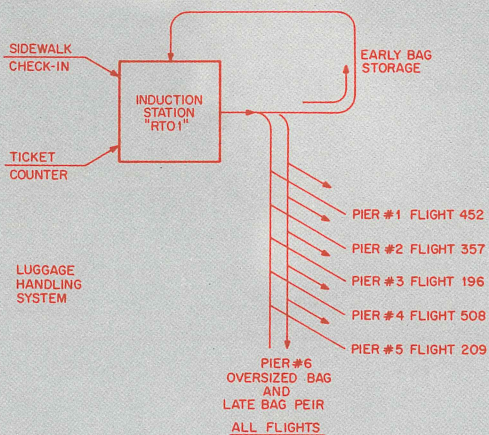 SIDEWALK
CHECK-IN
INDUCTION
STATION
"RTO1"
EARLY BAG
STORAGE
TICKET
COUNTER
PIER #1 FLIGHT 452
PIER #2 FLIGHT 357
PIER #3 FLIGHT 196
PIER #4 FLIGHT 508
PIER #5 FLIGHT 209
LUGGAGE
HANDLING
SYSTEM
PIER #6
OVERSIZED BAG
AND
LATE BAG PEIR
ALL FLIGHTS